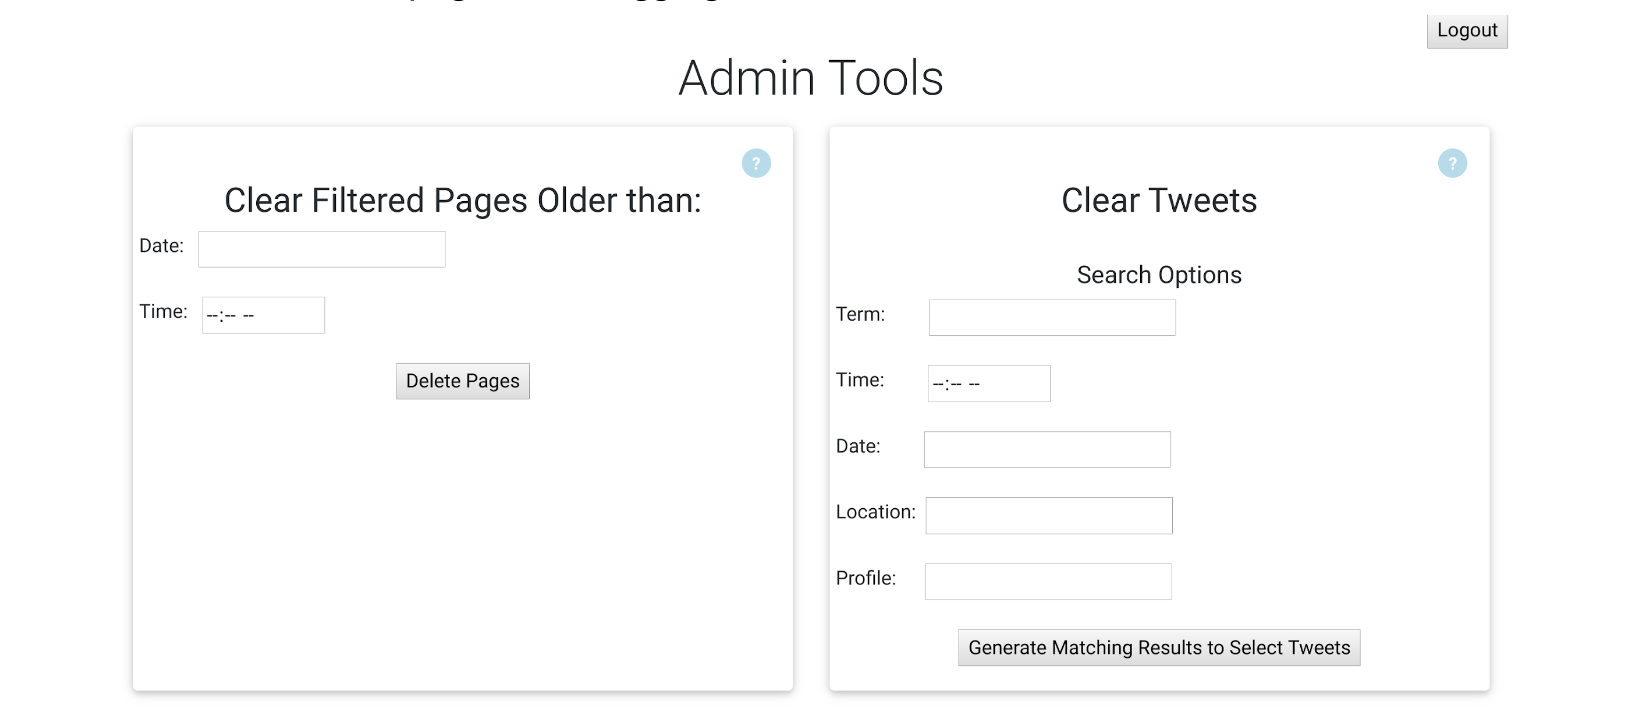 Logout
Admin Tools
?
Clear Filtered Pages Older than:
Date:
Time: --:-- --
Delete Pages
?
Clear Tweets
Search Options
Term:
Time: --:-- --
Date:
Location:
Profile:
Generate Matching Results to Select Tweets